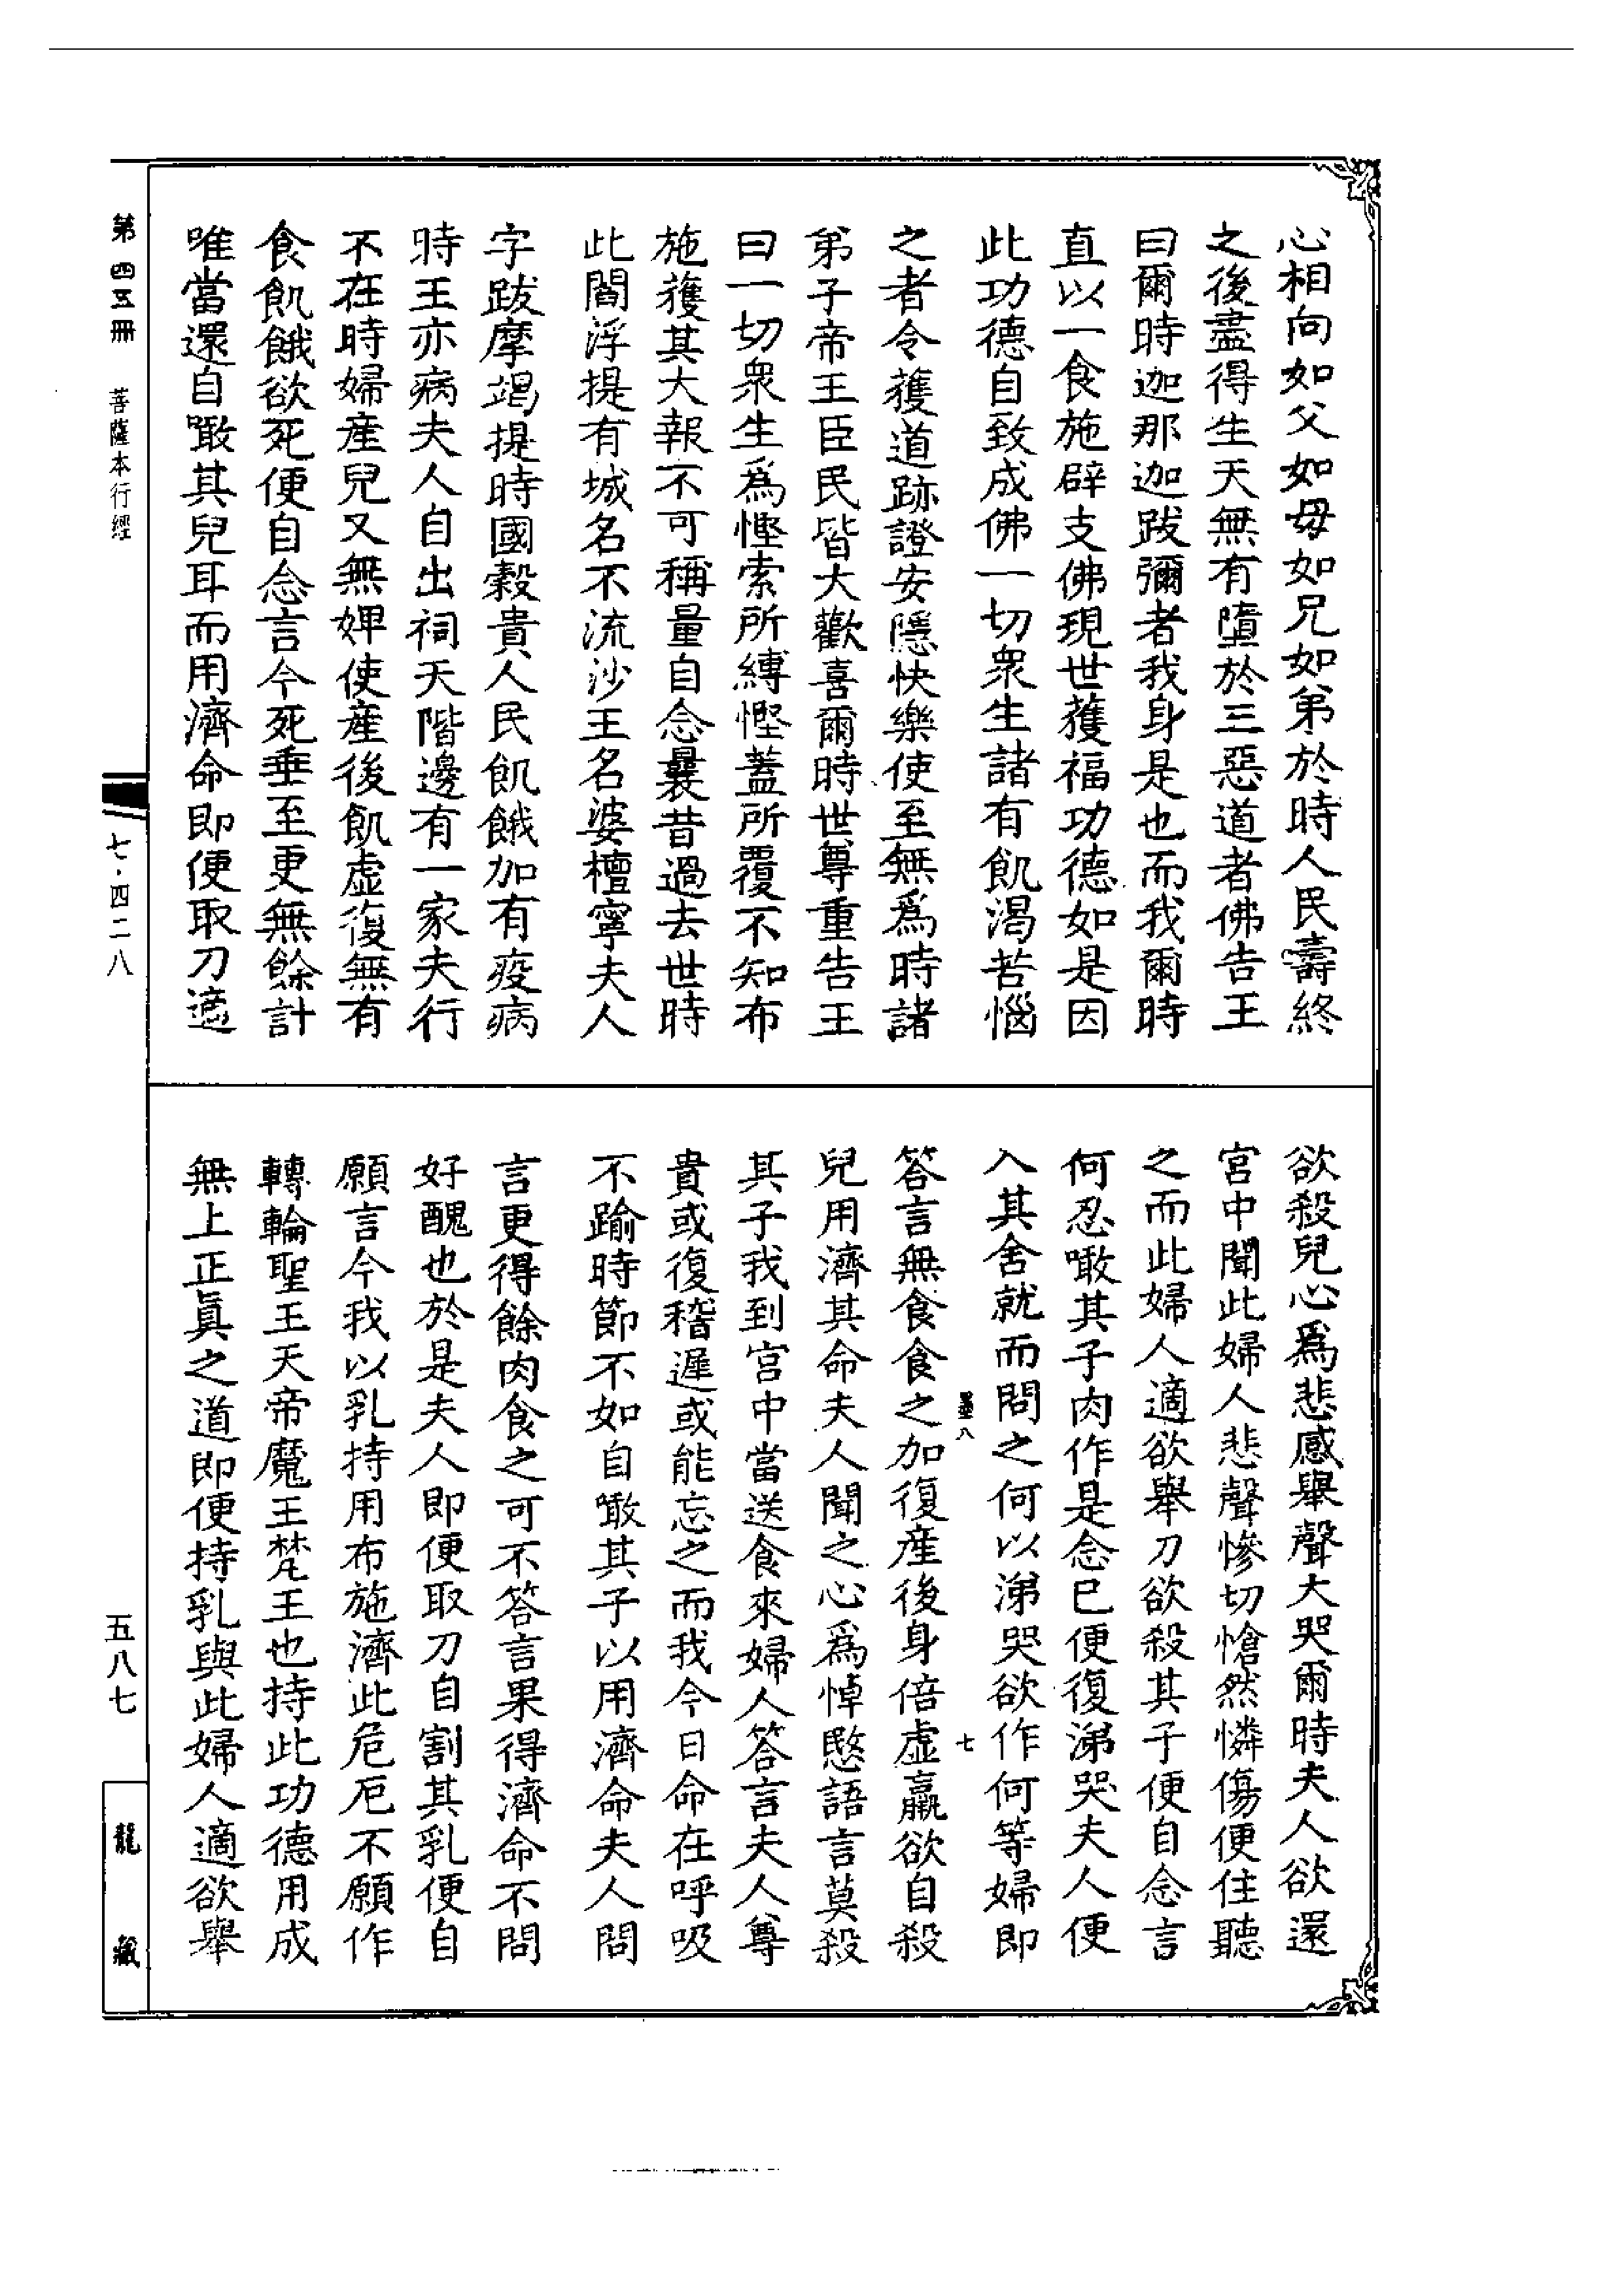 心相向如父如母如兄如弟於時人民壽終
之後盡得生天無有墮於三惡道者佛告王
曰爾時迦那迦跋彌者我身是也而我爾時
直以一食施辟支佛現世獲福功德如是因
此功德自致成佛一切衆生諸有飢渴苦惱
之者令獲道跡證安隱快樂使至無爲時諸
弟子帝王臣民皆大歡喜爾時世尊重告王
曰一切衆生爲慳索所縛慳蓋所覆不知布
施獲其大報不可稱量自念曩昔過去世時
此閻浮提有城名不流沙王名婆檀寧夫人
字跋摩竭提時國穀貴人民飢餓加有疫病
時王亦病夫人自出祠天階邊有一家夫行
不在時婦産兒又無婢使産後飢虛復無有
食飢餓欲死便自念言今死垂至更無餘計
唯當還自噉其兒耳而用濟命即便取刀適
欲殺兒心爲悲感舉聲大哭爾時夫人欲還
宮中聞此婦人悲聲慘切愴然憐傷便住聽
之而此婦人適欲舉刀欲殺其子便自念言
何忍噉其子肉作是念已便復涕哭夫人便
入其舍就而問之何以涕哭欲作何等婦即
八 七
答言無食食之加復産後身倍虛羸欲自殺
兒用濟其命夫人聞之心爲悼愍語言莫殺
其子我到宮中當送食來婦人答言夫人尊
貴或復稽遲或能忘之而我今日命在呼吸
不踰時節不如自噉其子以用濟命夫人問
言更得餘肉食之可不答言果得濟命不問
好醜也於是夫人即便取刀自割其乳便自
願言今我以乳持用布施濟此危厄不願作
轉輪聖王天帝魔王梵王也持此功德用成
無上正眞之道即便持乳與此婦人適欲舉
第四五冊 菩薩本行經
七·四二八
五八七
龍藏